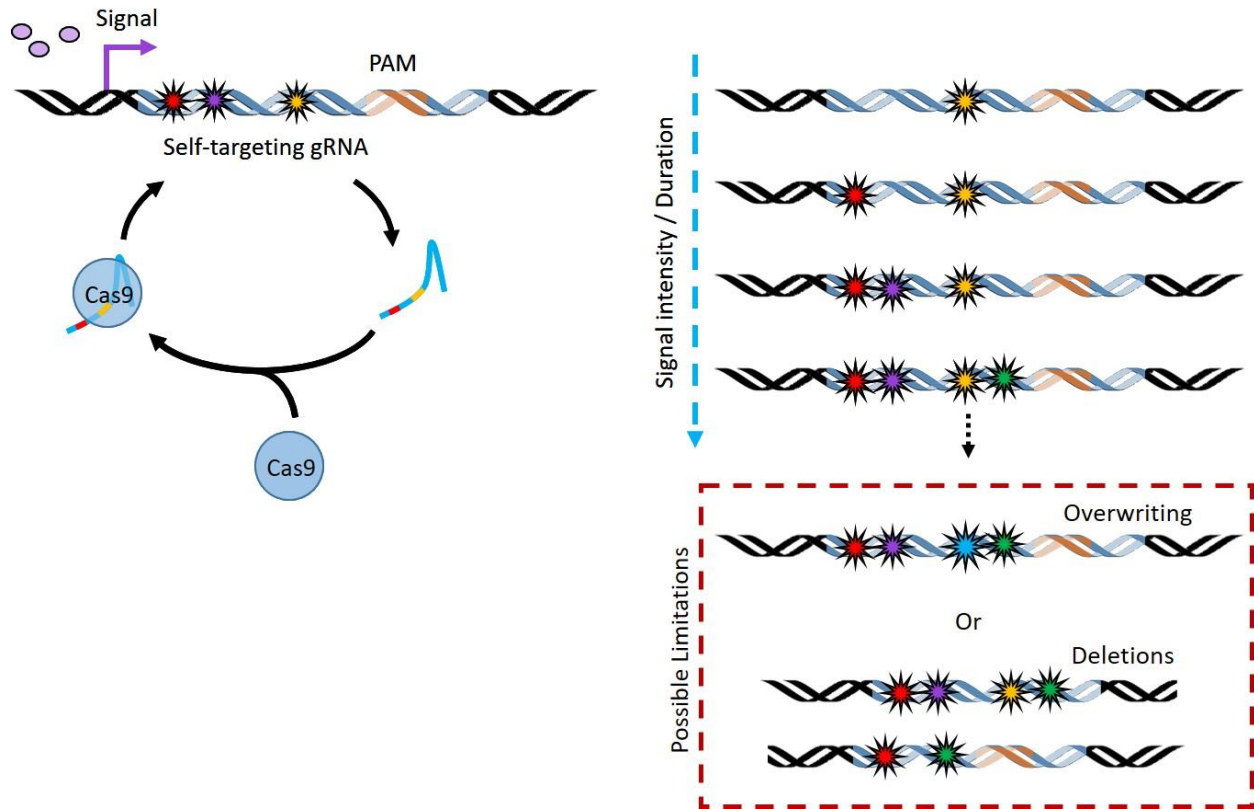 Signal
PAM
Self-targeting gRNA
Cas9
Cas9
Signal intensity / Duration
Possible Limitations
Overwriting
Or
Deletions